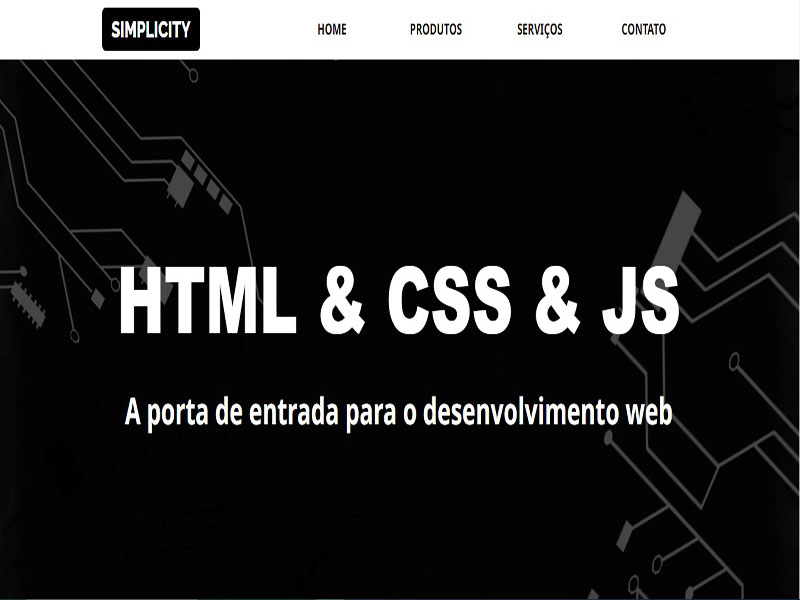 SIMPLICITY
HOME PRODUTOS SERVIÇOS CONTATO
HTML & CSS & JS
A porta de entrada para o desenvolvimento web